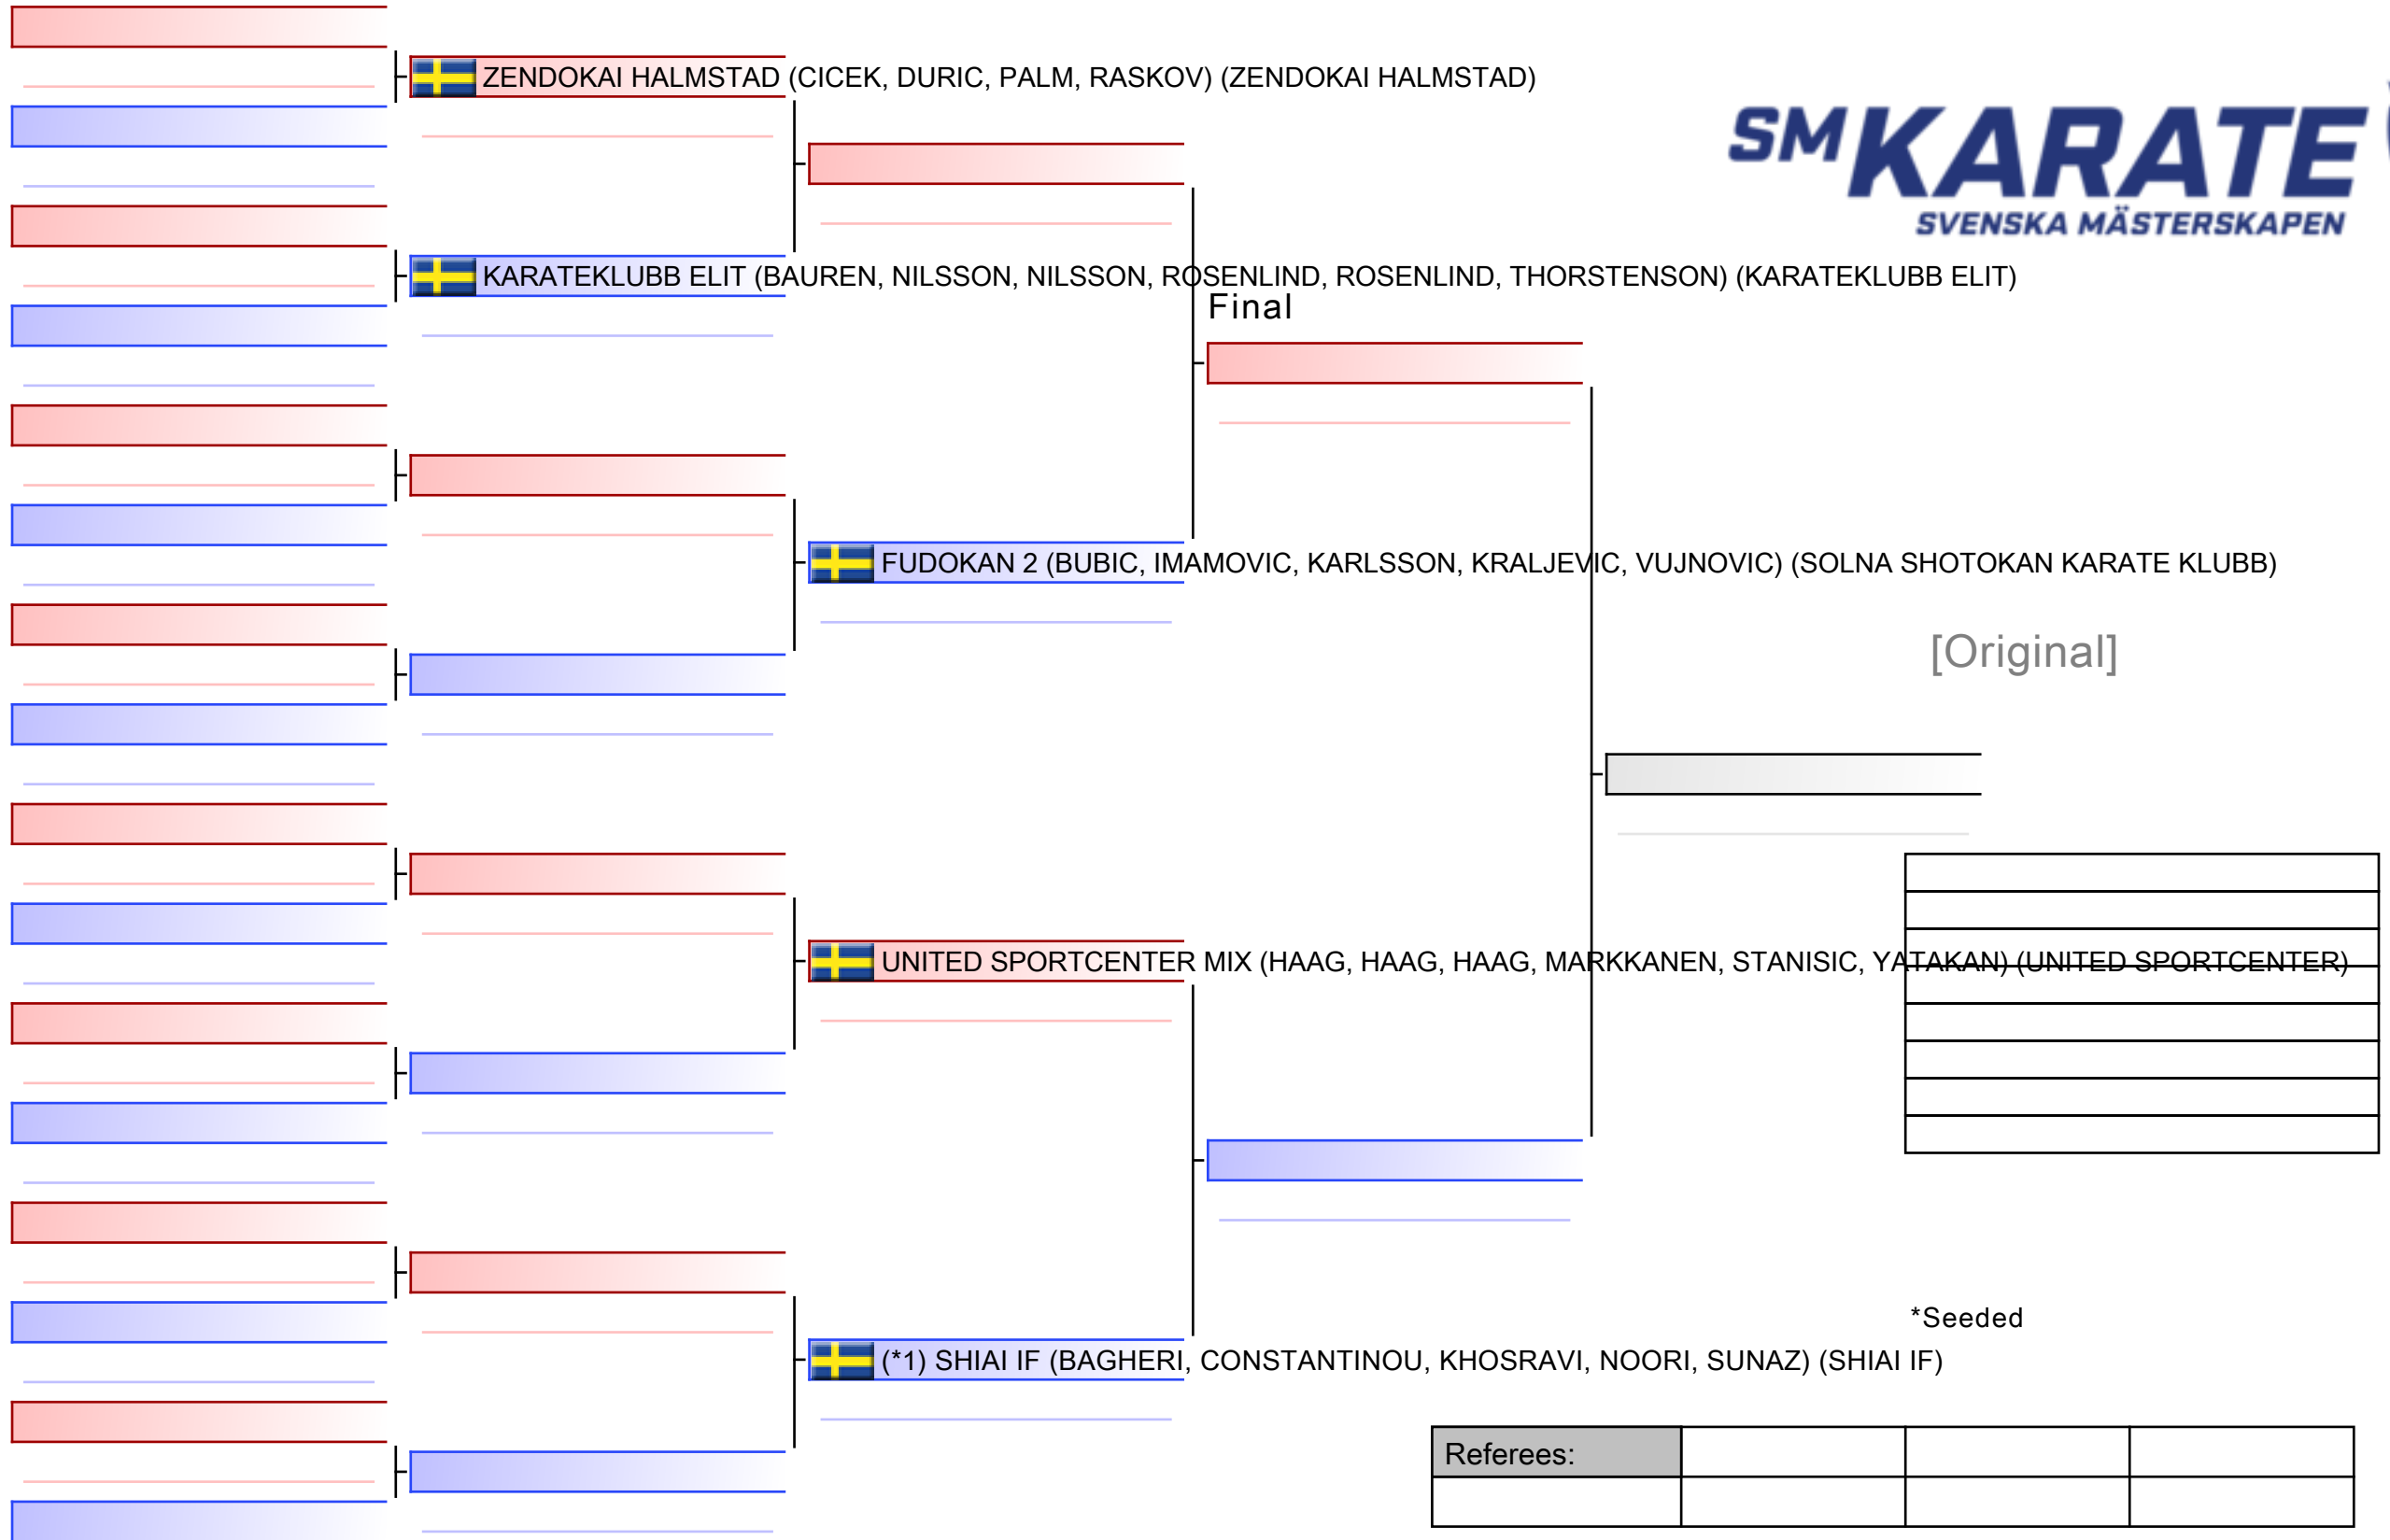 ZENDOKAI HALMSTAD (CICEK, DURIC, PALM, RASKOV) (ZENDOKAI HALMSTAD)
SM KARATE
SVENSKA MÄSTERSKAPEN
KARATEKLUBB ELIT (BAUREN, NILSSON, NILSSON, ROSENLIND, ROSENLIND, THORSTENSON) (KARATEKLUBB ELIT)
Final
FUDOKAN 2 (BUBIC, IMAMOVIC, KARLSSON, KRALJEVIC, VUJNOVIC) (SOLNA SHOTOKAN KARATE KLUBB)
[Original]
UNITED SPORTCENTER MIX (HAAG, HAAG, HAAG, MARKKANEN, STANISIC, YATAKAN) (UNITED SPORTCENTER)
*Seeded
(*1) SHIAI IF (BAGHERI, CONSTANTINOU, KHOSRAVI, NOORI, SUNAZ) (SHIAI IF)
Referees: